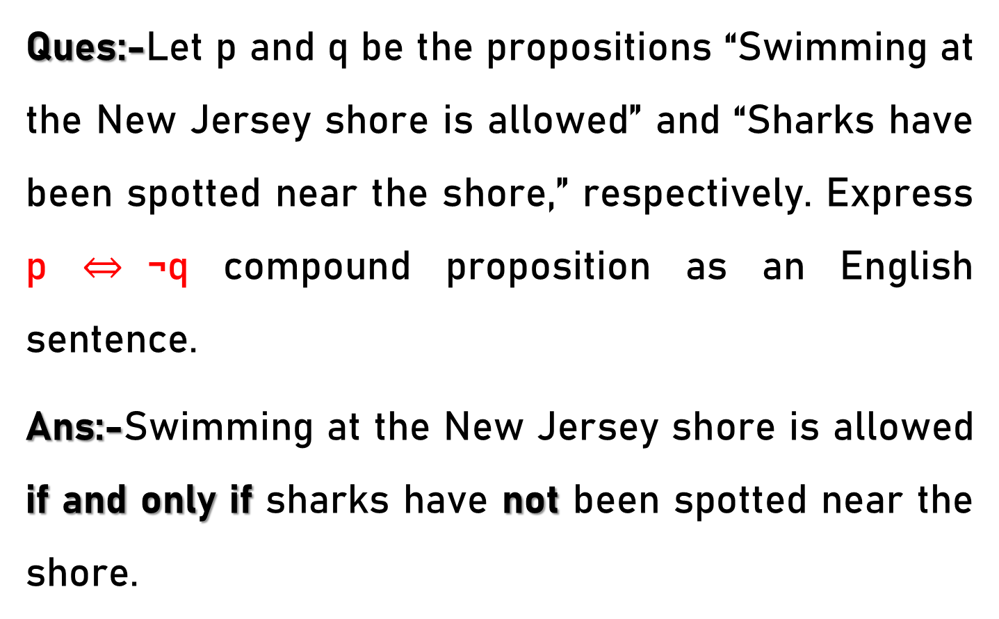 Ques:-Let p and q be the propositions “Swimming at
the New Jersey shore is allowed” and “Sharks have
been spotted near the shore,” respectively. Express
p ⇔ ¬q compound proposition as an English
sentence.
Ans:-Swimming at the New Jersey shore is allowed
if and only if sharks have not been spotted near the
shore.